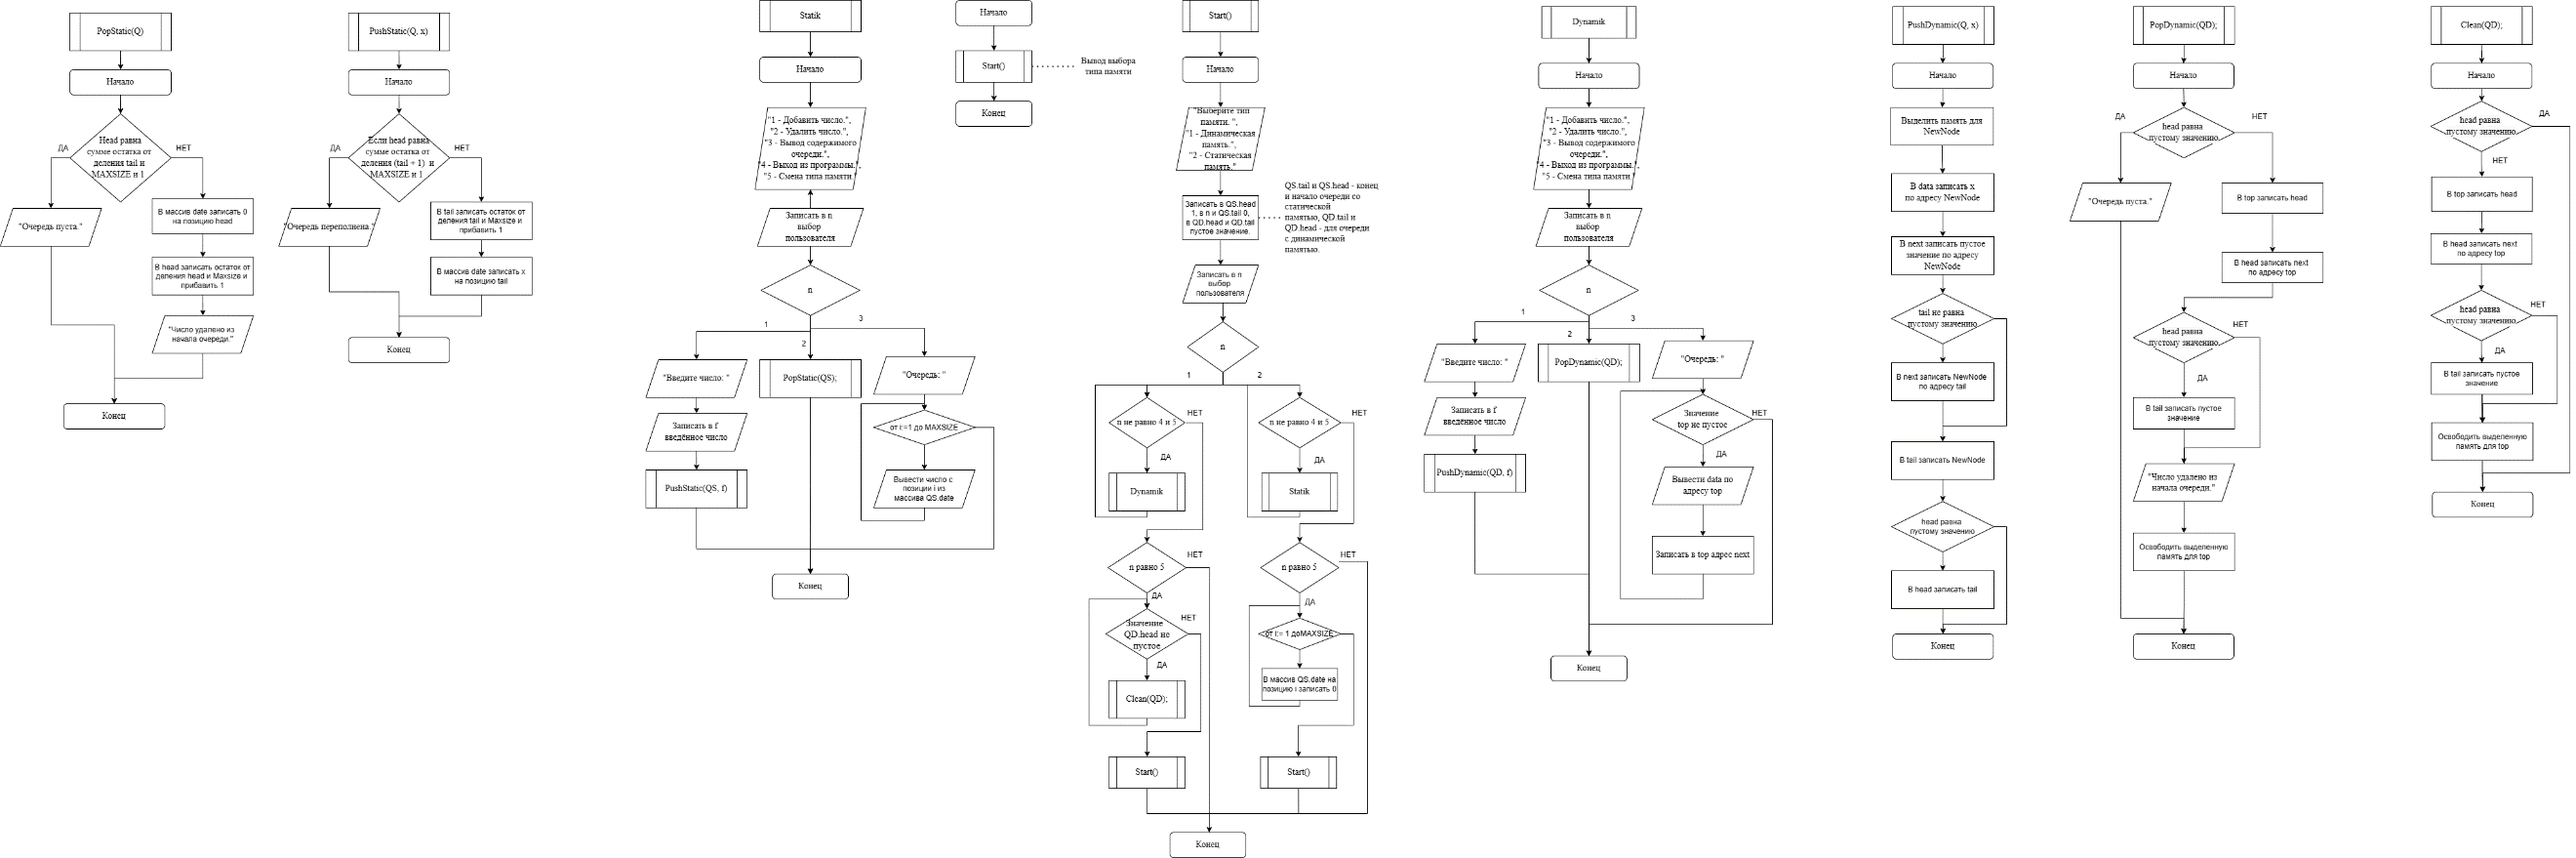 PopStatic(Q)
Начало
Head равна
сумме остатка от
деления tail и
MAXSIZE и 1
ДА
НЕТ
"Очередь пуста."
В массив date записать 0
на позицию head
В head записать остаток от
деления head и Maxsize и
прибавить 1
"Число удалено из
начала очереди."
Конец
PushStatic(Q, x)
Начало
Если head равна
сумме остатка от
деления (tail + 1) и
MAXSIZE и 1
ДА
НЕТ
"Очередь переполнена."
В tail записать остаток от
деления tail и Maxsize и
прибавить 1
В массив date записать x
на позицию tail
Конец
Statik
Начало
"1 - Добавить число.",
"2 - Удалить число.",
"3 - Вывод содержимого
очереди.",
"4 - Выход из программы.",
"5 - Смена типа памяти."
Записать в n
выбор
пользователя
n
1
2
3
"Введите число: "
Записать в f
введённое число
PushStatic(QS, f)
PopStatic(QS);
"Очередь: "
от i:=1 до MAXSIZE
Вывести число с
позиции i из
массива QS.date
Конец
Начало
Start()
Вывод выбора
типа памяти
Конец
Start()
Начало
"Выберите тип
памяти. ",
"1 - Динамическая
память.",
"2 - Статическая
память."
Записать в QS.head
1, в n и QS.tail 0,
в QD.head и QD.tail
пустое значение.
QS.tail и QS.head - конец
и начало очереди со
статической
памятью, QD.tail и
QD.head - для очереди
с динамической
памятью.
Записать в n
выбор
пользователя
n
1
2
n не равно 4 и 5
НЕТ
ДА
Dynamik
n равно 5
НЕТ
ДА
Значение
QD.head не
пустое
НЕТ
ДА
Clean(QD);
Start()
n не равно 4 и 5
НЕТ
ДА
Statik
n равно 5
НЕТ
ДА
от i:= 1 доMAXSIZE
В массив QS.date на
позицию i записать 0
Start()
Конец
Dynamik
Начало
"1 - Добавить число.",
"2 - Удалить число.",
"3 - Вывод содержимого
очереди.",
"4 - Выход из программы.",
"5 - Смена типа памяти."
Записать в n
выбор
пользователя
n
1
2
3
"Введите число: "
Записать в f
введённое число
PushDynamic(QD, f)
PopDynamic(QD);
"Очередь: "
Значение
top не пустое
НЕТ
ДА
Вывести data по
адресу top
Записать в top адрес next
Конец
PushDynamic(Q, x)
Начало
Выделить память для
NewNode
В data записать x
по адресу NewNode
В next записать пустое
значение по адресу
NewNode
tail не равна
пустому значению
В next записать NewNode
по адресу tail
В tail записать NewNode
head равна
пустому значению
В head записать tail
Конец
PopDynamic(QD);
Начало
ДА
НЕТ
head равна
пустому значению.
"Очередь пуста."
В top записать head
В head записать next
по адресу top
head равна
пустому значению.
НЕТ
ДА
В tail записать пустое
значение
"Число удалено из
начала очереди."
Освободить выделенную
память для top
Конец
Clean(QD);
Начало
head равна
пустому значению.
ДА
НЕТ
В top записать head
В head записать next
по адресу top
head равна
пустому значению.
НЕТ
ДА
В tail записать пустое
значение
Освободить выделенную
память для top
Конец